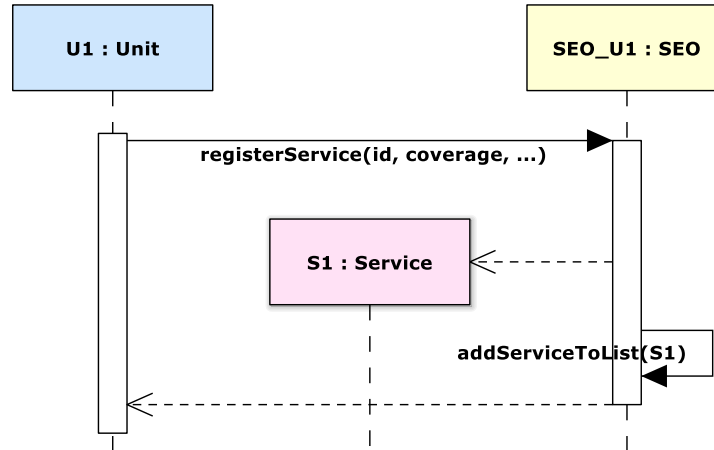 U1 : Unit
SEO_U1 : SEO
registerService(id, coverage, ...)
S1 : Service
addServiceToList(S1)